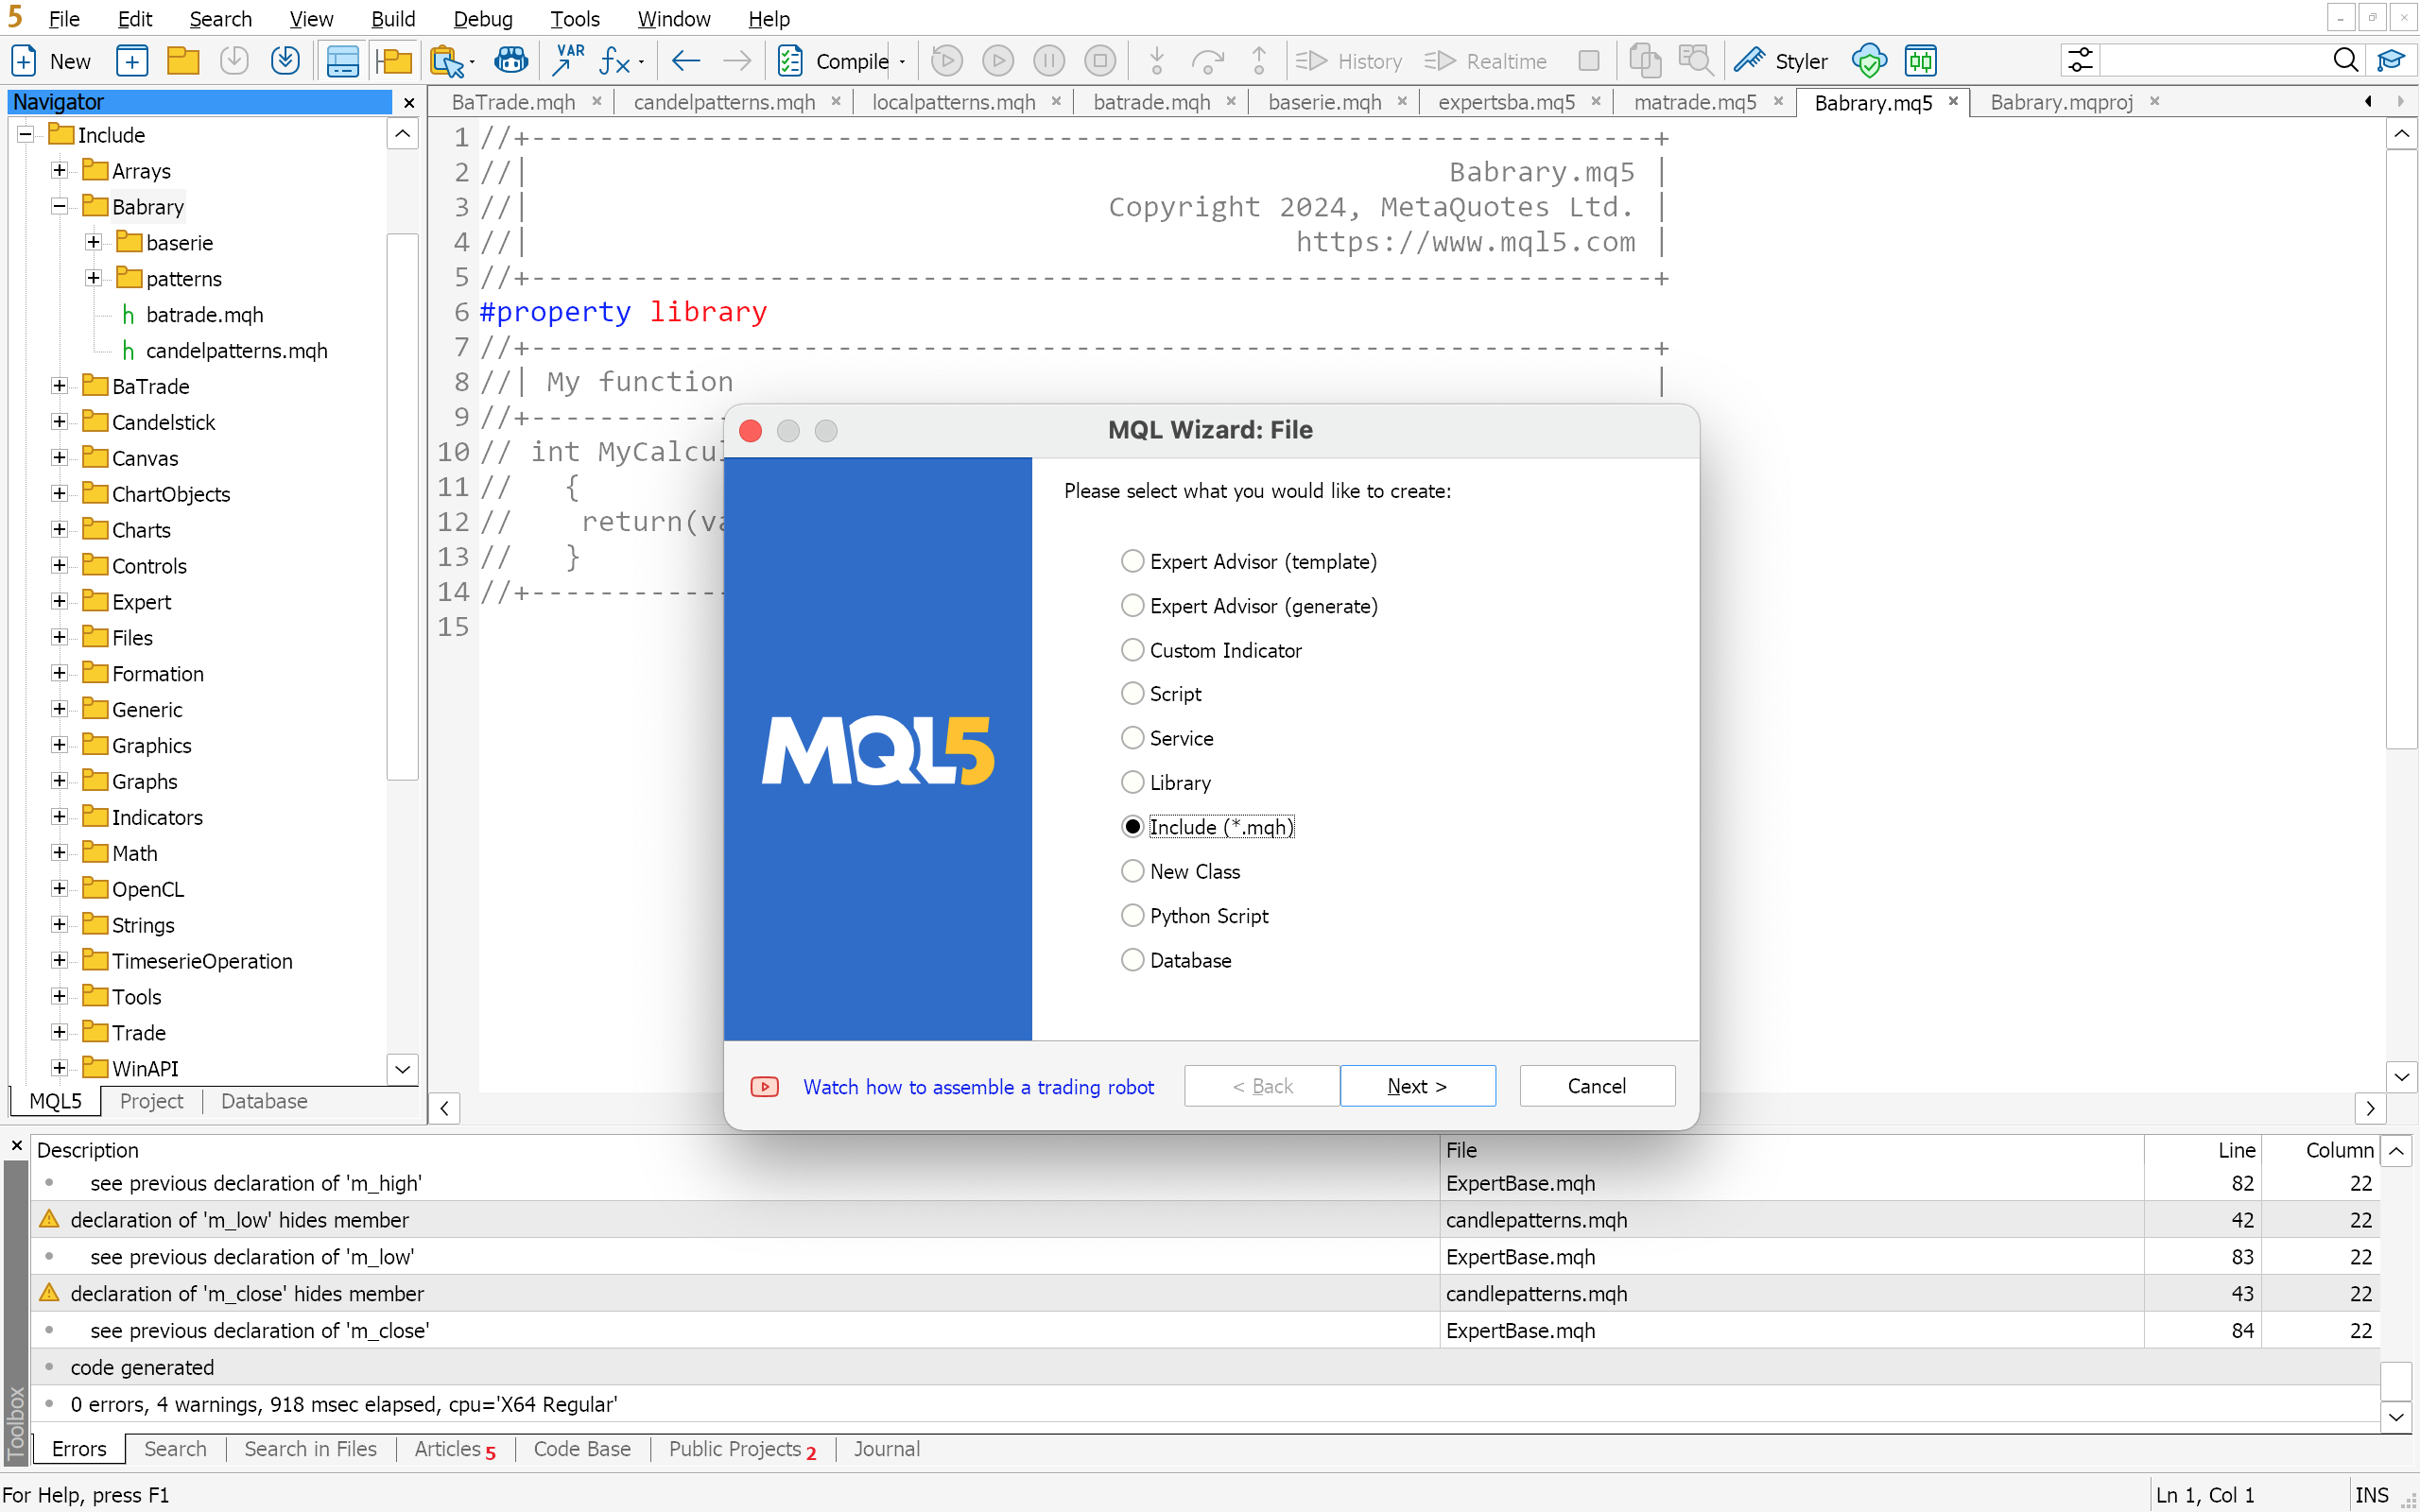 5 File Edit Search View Build Debug Tools Window Help
New VAR fx Compile History Realtime Styler
Navigator
BaTrade.mqh candelpatterns.mqh localpatterns.mqh batrade.mqh baserie.mqh expertsba.mq5 matrade.mq5 Babrary.mq5 Babrary.mqproj
Include
Arrays
Babrary
baserie
patterns
h batrade.mqh
h candelpatterns.mqh
BaTrade
Candelstick
Canvas
ChartObjects
Charts
Controls
Expert
Files
Formation
Generic
Graphics
Graphs
Indicators
Math
OpenCL
Strings
TimeserieOperation
Tools
Trade
WinAPI
MQL5 Project Database
1 //+------------------------------------------------------------------+
2 //| Babrary.mq5 |
3 //| Copyright 2024, MetaQuotes Ltd. |
4 //| https://www.mql5.com |
5 //+------------------------------------------------------------------+
6 #property library
7 //+------------------------------------------------------------------+
8 //| My function |
9 //+-------------
10 // int MyCalcul
11 // {
12 // return(va
13 // }
14 //+-------------
15
MQL Wizard: File
MQL5
Please select what you would like to create:
Expert Advisor (template)
Expert Advisor (generate)
Custom Indicator
Script
Service
Library
Include (*.mqh)
New Class
Python Script
Database
Watch how to assemble a trading robot
< Back Next > Cancel
Description File Line Column
see previous declaration of 'm_high' ExpertBase.mqh 82 22
declaration of 'm_low' hides member candlepatterns.mqh 42 22
see previous declaration of 'm_low' ExpertBase.mqh 83 22
declaration of 'm_close' hides member candlepatterns.mqh 43 22
see previous declaration of 'm_close' ExpertBase.mqh 84 22
code generated
0 errors, 4 warnings, 918 msec elapsed, cpu='X64 Regular'
Toolbox
Errors Search Search in Files Articles 5 Code Base Public Projects 2 Journal
For Help, press F1 Ln 1, Col 1 INS